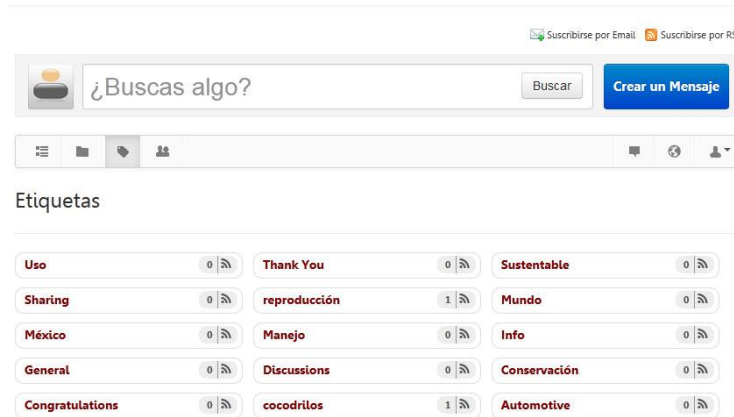 Suscribirse por Email Suscribirse por RS
¿Buscas algo? Buscar Crear un Mensaje
Etiquetas
Uso 0 Thank You 0 Sustentable 0
Sharing 0 reproducción 1 Mundo 0
México 0 Manejo 0 Info 0
General 0 Discussions 0 Conservación 0
Congratulations 0 cocodrilos 1 Automotive 0